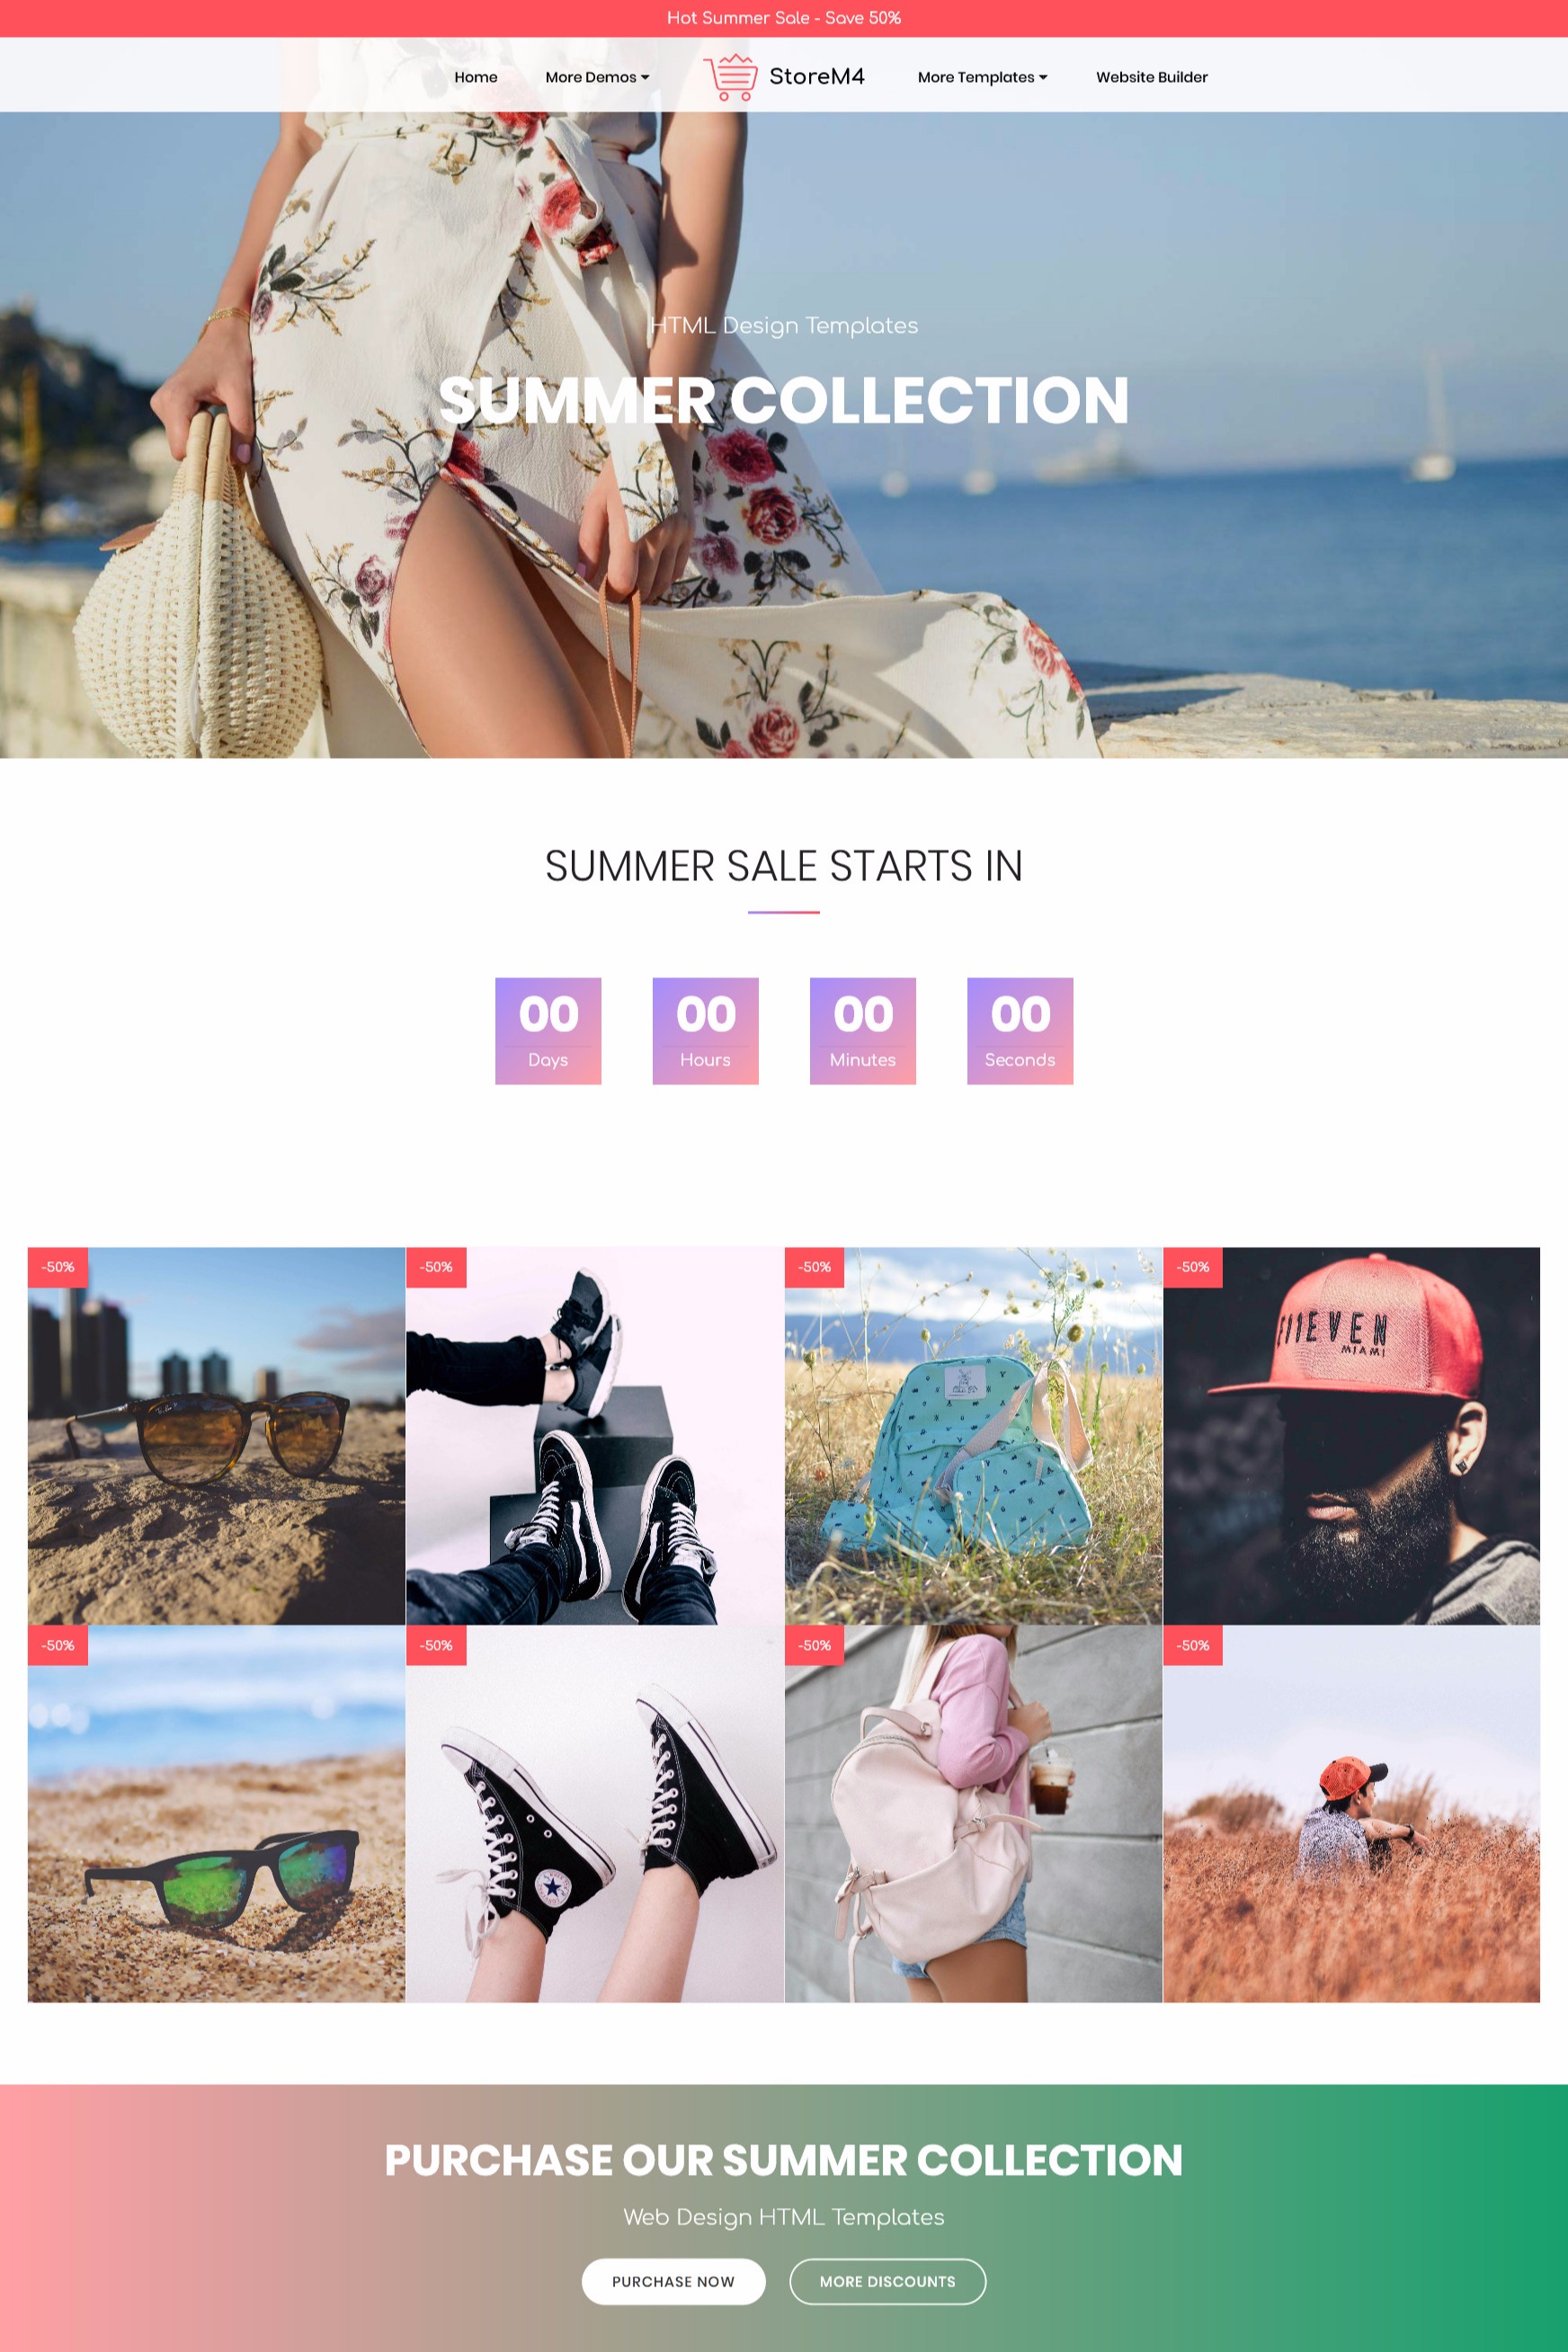 Hot Summer Sale - Save 50%
Home
More Demos
StoreM4
More Templates
Website Builder
HTML Design Templates
SUMMER COLLECTION
SUMMER SALE STARTS IN
00
Days
00
Hours
00
Minutes
00
Seconds
-50%
-50%
-50%
-50%
E11EVEN
MIAMI
-50%
-50%
-50%
-50%
PURCHASE OUR SUMMER COLLECTION
Web Design HTML Templates
PURCHASE NOW
MORE DISCOUNTS